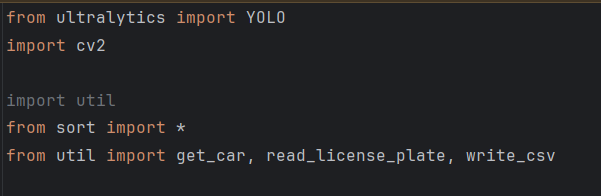 from ultralytics import YOLO
import cv2
import util
from sort import *
from util import get_car, read_license_plate, write_csv